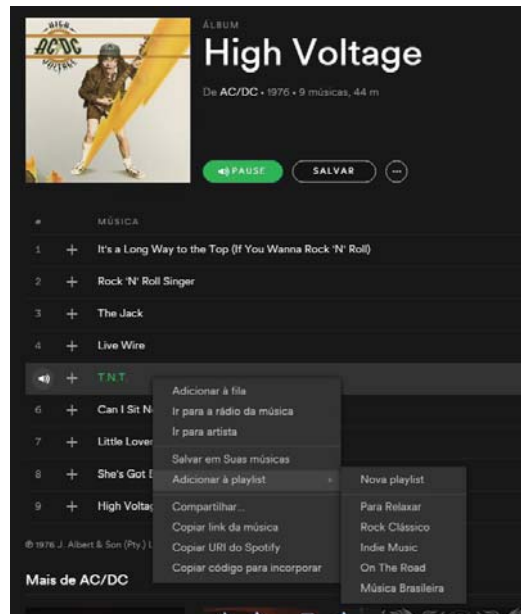 HIGH
AC/DC
VOLTAGE
ÁLBUM
High Voltage
De AC/DC • 1976 • 9 músicas, 44 m
PAUSE SALVAR
# MÚSICA
1 + It's a Long Way to the Top (If You Wanna Rock 'N' Roll)
2 + Rock 'N' Roll Singer
3 + The Jack
4 + Live Wire
+ T.N.T.
6 + Can I Sit N
7 + Little Lover
8 + She's Got
9 + High Voltag
Adicionar à fila
Ir para a rádio da música
Ir para artista
Salvar em Suas músicas
Adicionar à playlist
Compartilhar...
Copiar link da música
Copiar URI do Spotify
Copiar código para incorporar
Nova playlist
Para Relaxar
Rock Clássico
Indie Music
On The Road
Música Brasileira
℗ 1976 J. Albert & Son (Pty.) L
Mais de AC/DC